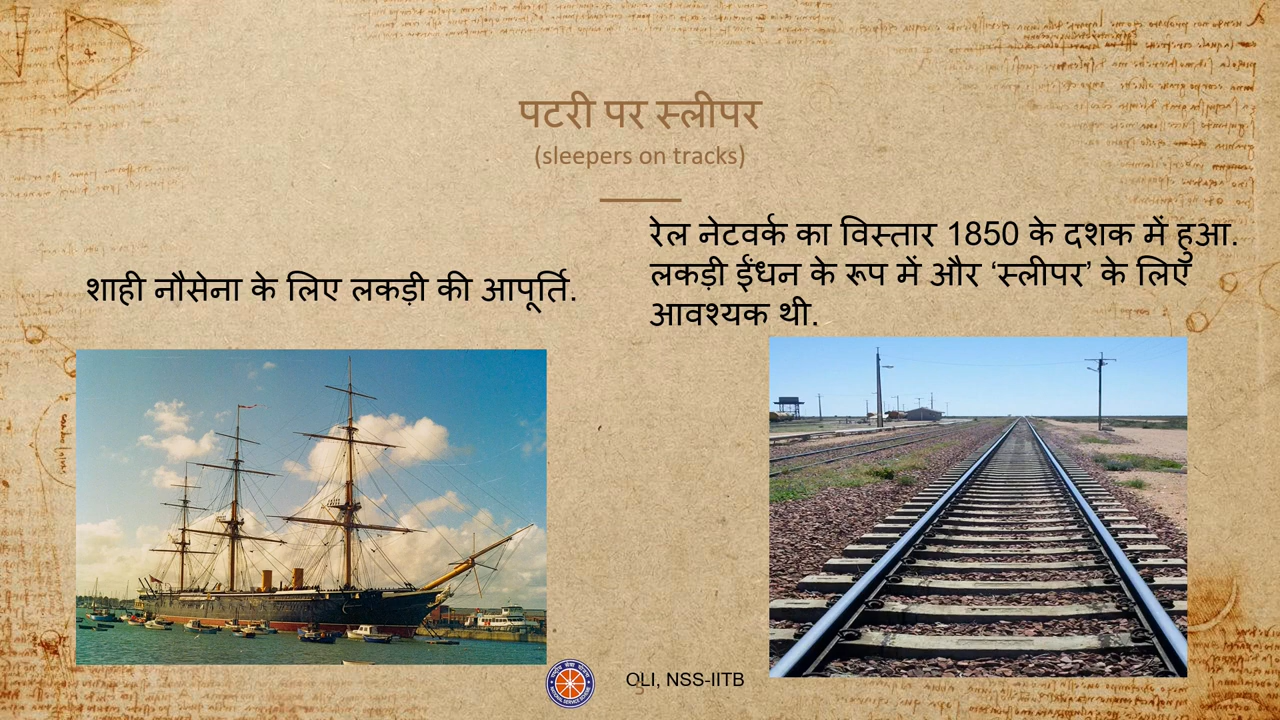 पटरी पर स्लीपर
(sleepers on tracks)
शाही नौसेना के लिए लकड़ी की आपूर्ति.
रेल नेटवर्क का विस्तार 1850 के दशक में हुआ.
लकड़ी ईंधन के रूप में और ‘स्लीपर’ के लिए
आवश्यक थी.
OLI, NSS-IITB